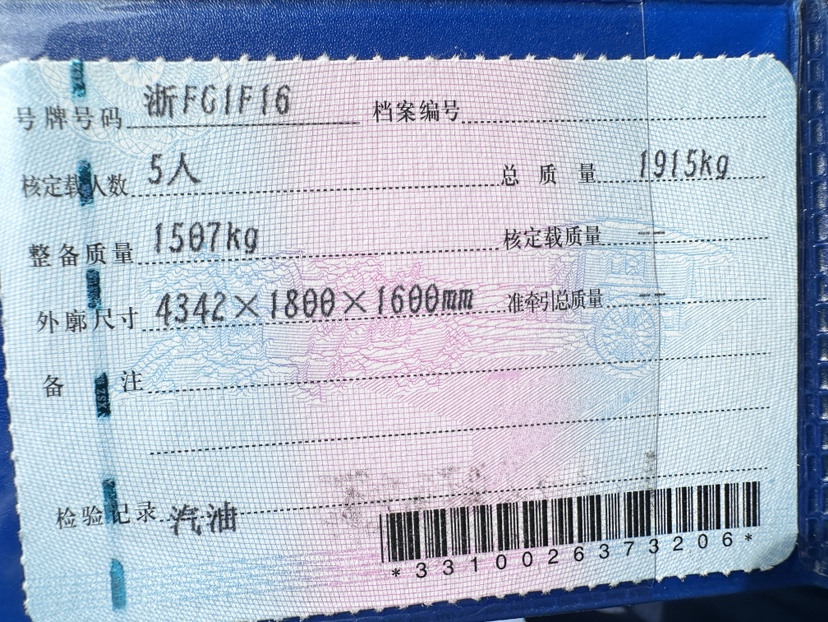 号牌号码 浙FG1F16 档案编号
核定载人数 5人 总质量 1915kg
整备质量 1507kg 核定载质量 --
外廓尺寸 4342×1800×1600mm 准牵引总质量 --
备注
检验记录 汽油
*3310026373206*